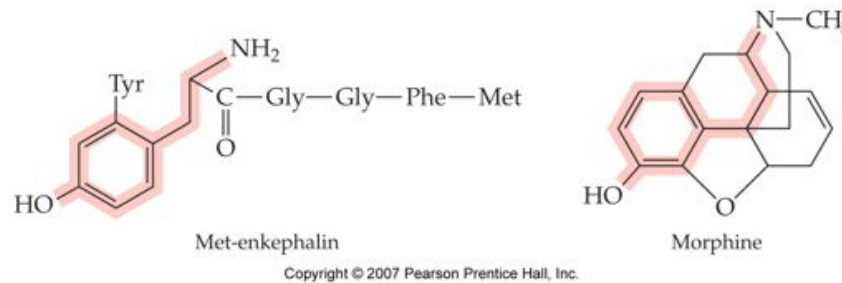 NH₂
Tyr
C—Gly—Gly—Phe—Met
O
HO
Met-enkephalin
N—CH
HO
O
Morphine
Copyright © 2007 Pearson Prentice Hall, Inc.